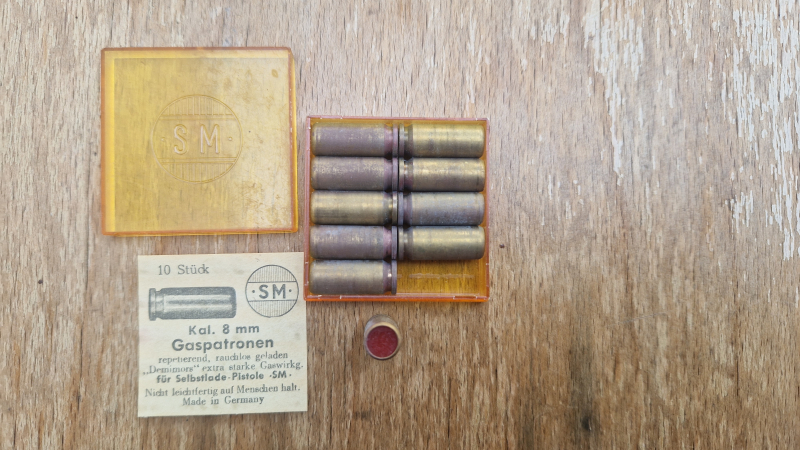 ·SM·
10 Stück
·SM·
Kal. 8 mm
Gaspatronen
repetierend, rauchlos geladen
„Demimors" extra starke Gaswirkg.
für Selbstlade-Pistole -SM-
Nicht leichtfertig auf Menschen halt.
Made in Germany